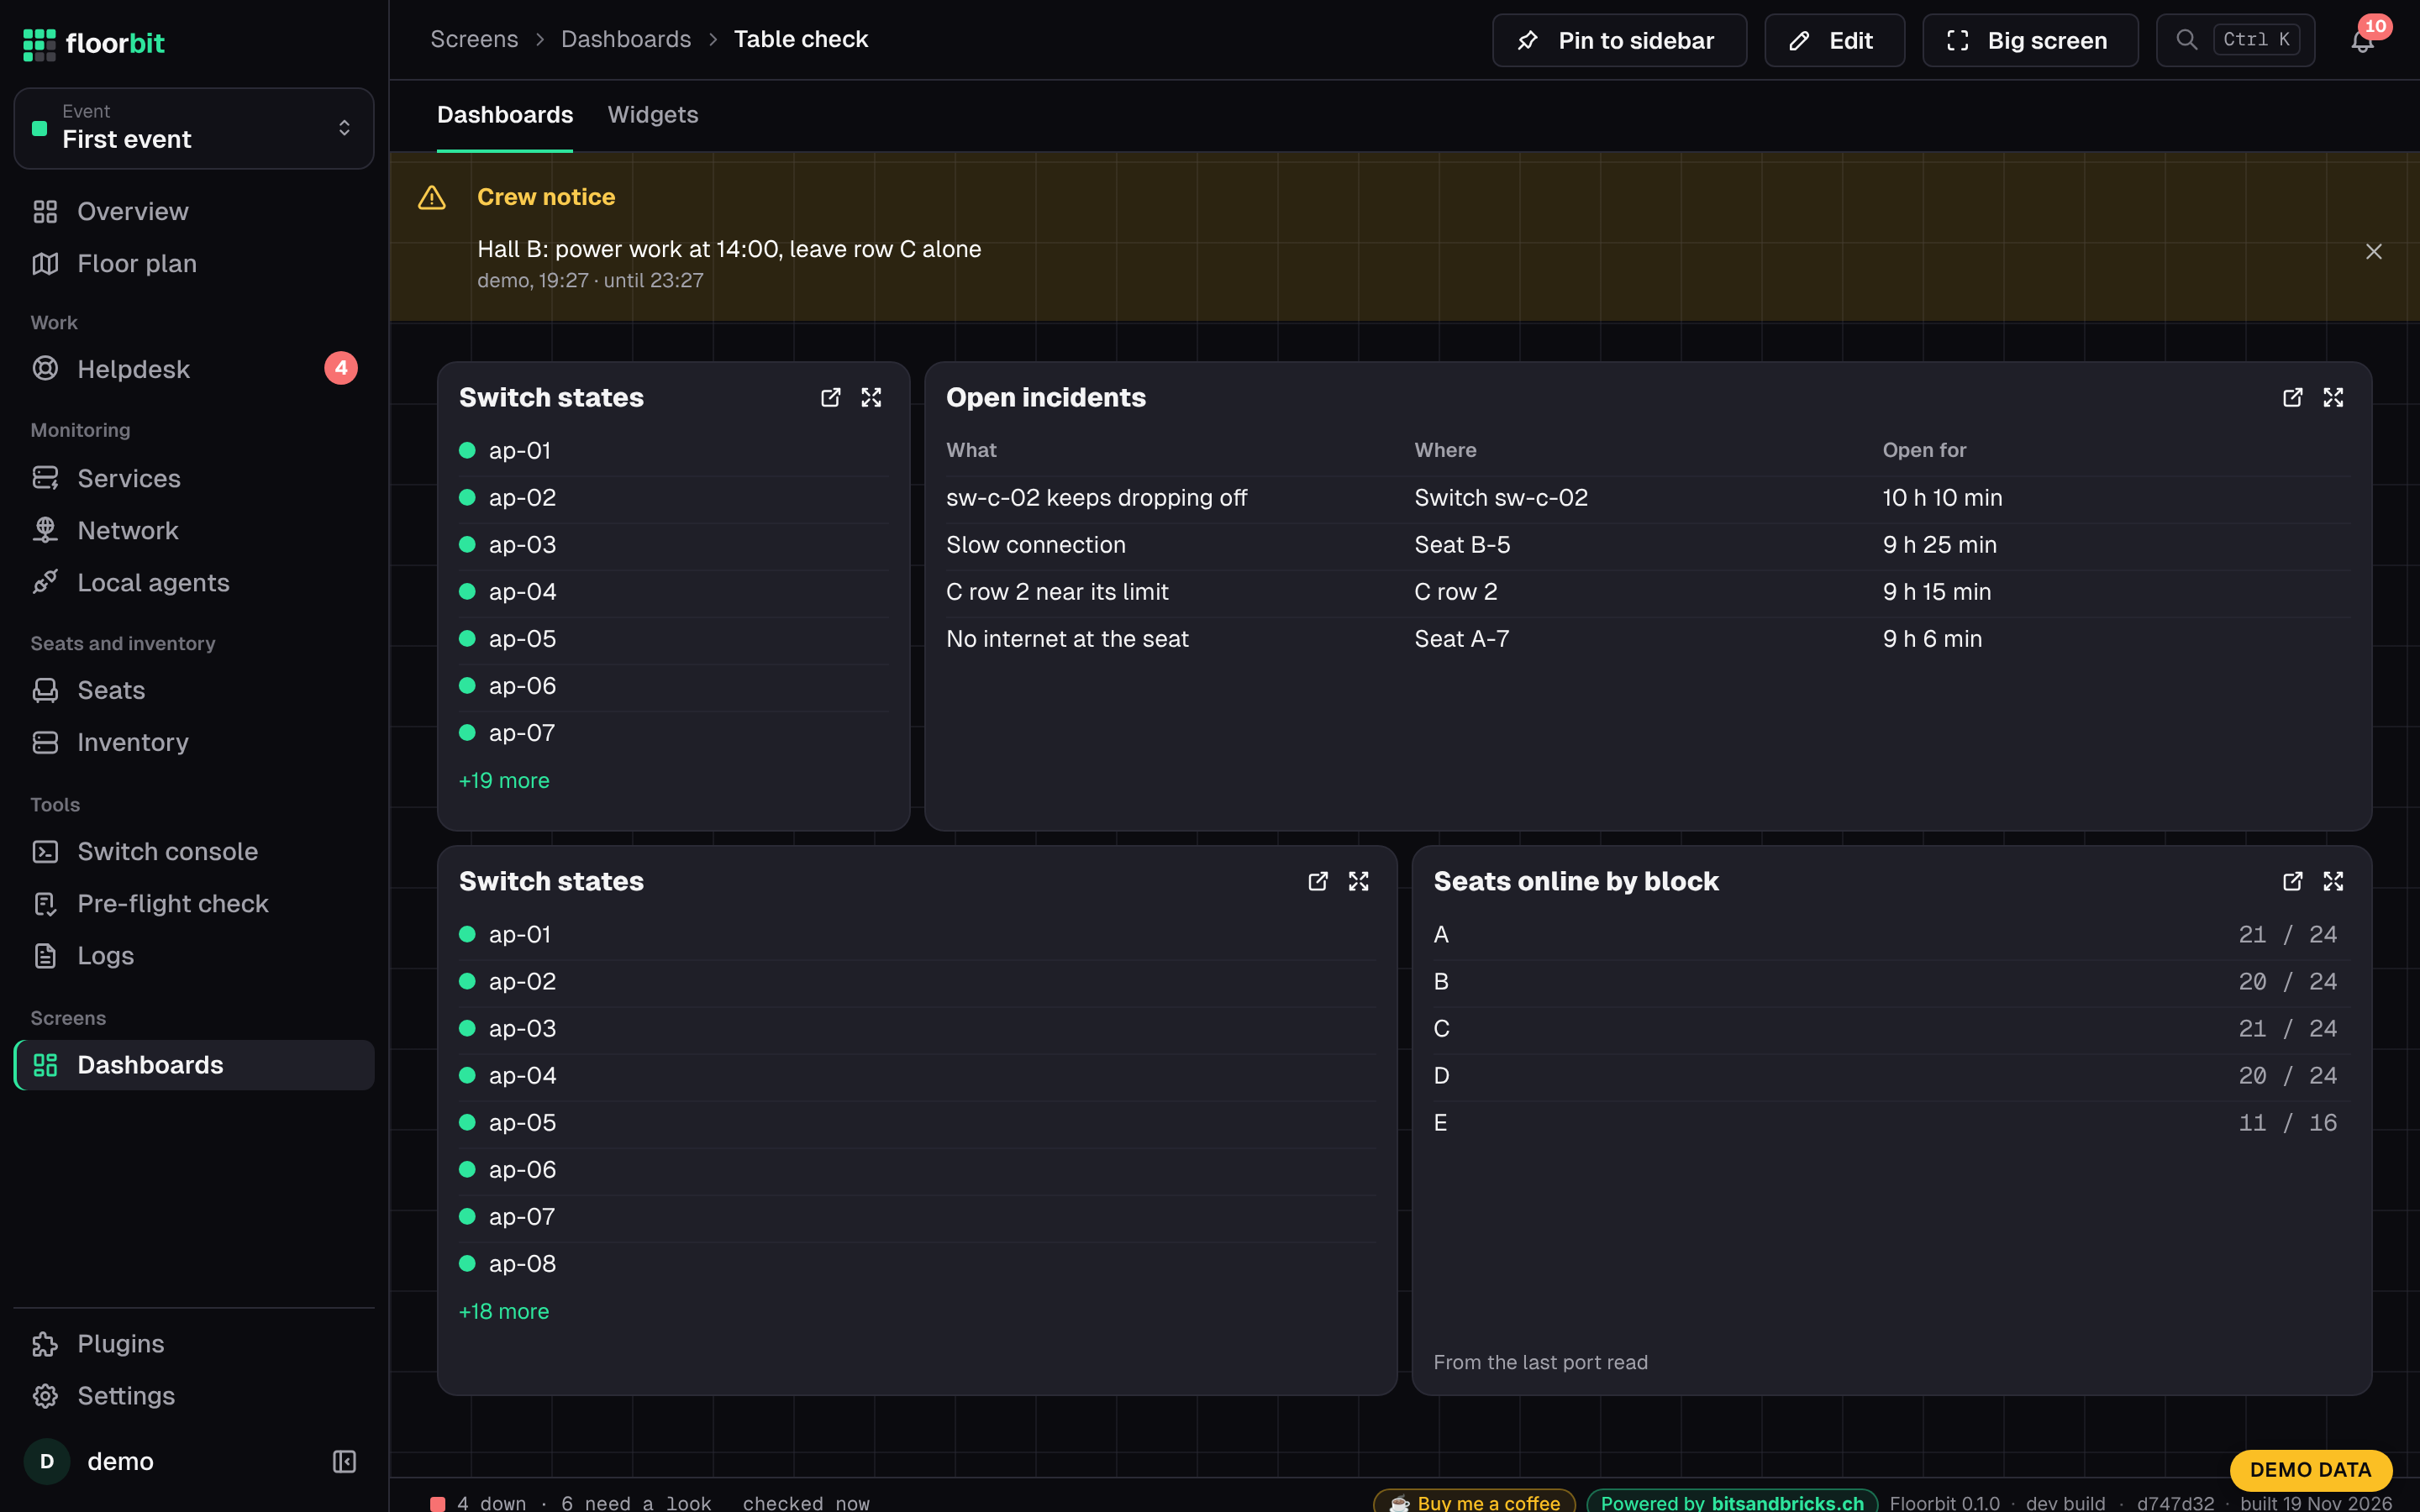 floorbit
Event
First event
Overview
Floor plan
Work
Helpdesk 4
Monitoring
Services
Network
Local agents
Seats and inventory
Seats
Inventory
Tools
Switch console
Pre-flight check
Logs
Screens
Dashboards
Plugins
Settings
D demo
Screens > Dashboards > Table check
Pin to sidebar
Edit
Big screen
Ctrl K
10
Dashboards Widgets
Crew notice
Hall B: power work at 14:00, leave row C alone
demo, 19:27 · until 23:27
Switch states
ap-01
ap-02
ap-03
ap-04
ap-05
ap-06
ap-07
+19 more
Open incidents
What Where Open for
sw-c-02 keeps dropping off Switch sw-c-02 10 h 10 min
Slow connection Seat B-5 9 h 25 min
C row 2 near its limit C row 2 9 h 15 min
No internet at the seat Seat A-7 9 h 6 min
Switch states
ap-01
ap-02
ap-03
ap-04
ap-05
ap-06
ap-07
ap-08
+18 more
Seats online by block
A 21 / 24
B 20 / 24
C 21 / 24
D 20 / 24
E 11 / 16
From the last port read
DEMO DATA
4 down · 6 need a look checked now
Buy me a coffee
Powered by bitsandbricks.ch
Floorbit 0.1.0 · dev build · d747d32 · built 19 Nov 2026